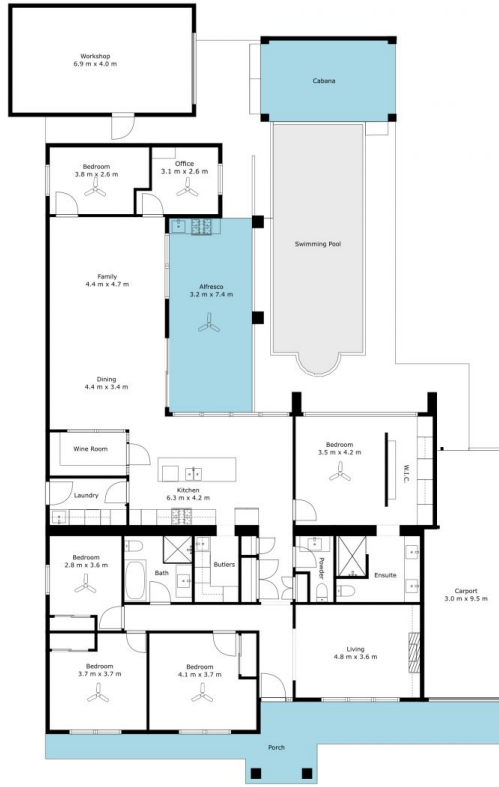 Workshop
6.9 m x 4.0 m
Cabana
Bedroom
3.8 m x 2.6 m
Office
3.1 m x 2.6 m
Swimming Pool
Family
4.4 m x 4.7 m
Alfresco
3.2 m x 7.4 m
Dining
4.4 m x 3.4 m
Wine Room
Bedroom
3.5 m x 4.2 m
W.I.C.
Laundry
Kitchen
6.3 m x 4.2 m
Bedroom
2.8 m x 3.6 m
Bath
Butlers
Powder
Ensuite
Carport
3.0 m x 9.5 m
Living
4.8 m x 3.6 m
Bedroom
3.7 m x 3.7 m
Bedroom
4.1 m x 3.7 m
Porch